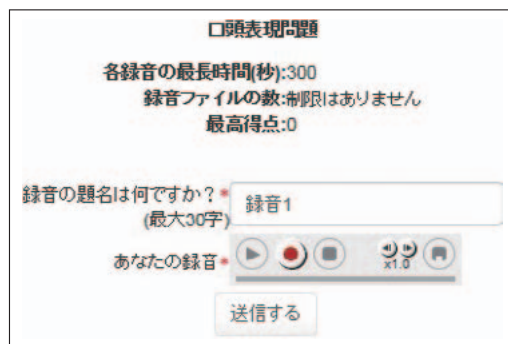 口頭表現問題
各録音の最長時間(秒):300
録音ファイルの数:制限はありません
最高得点:0
録音の題名は何ですか？*
(最大30字)
録音1
あなたの録音*
x1.0
送信する